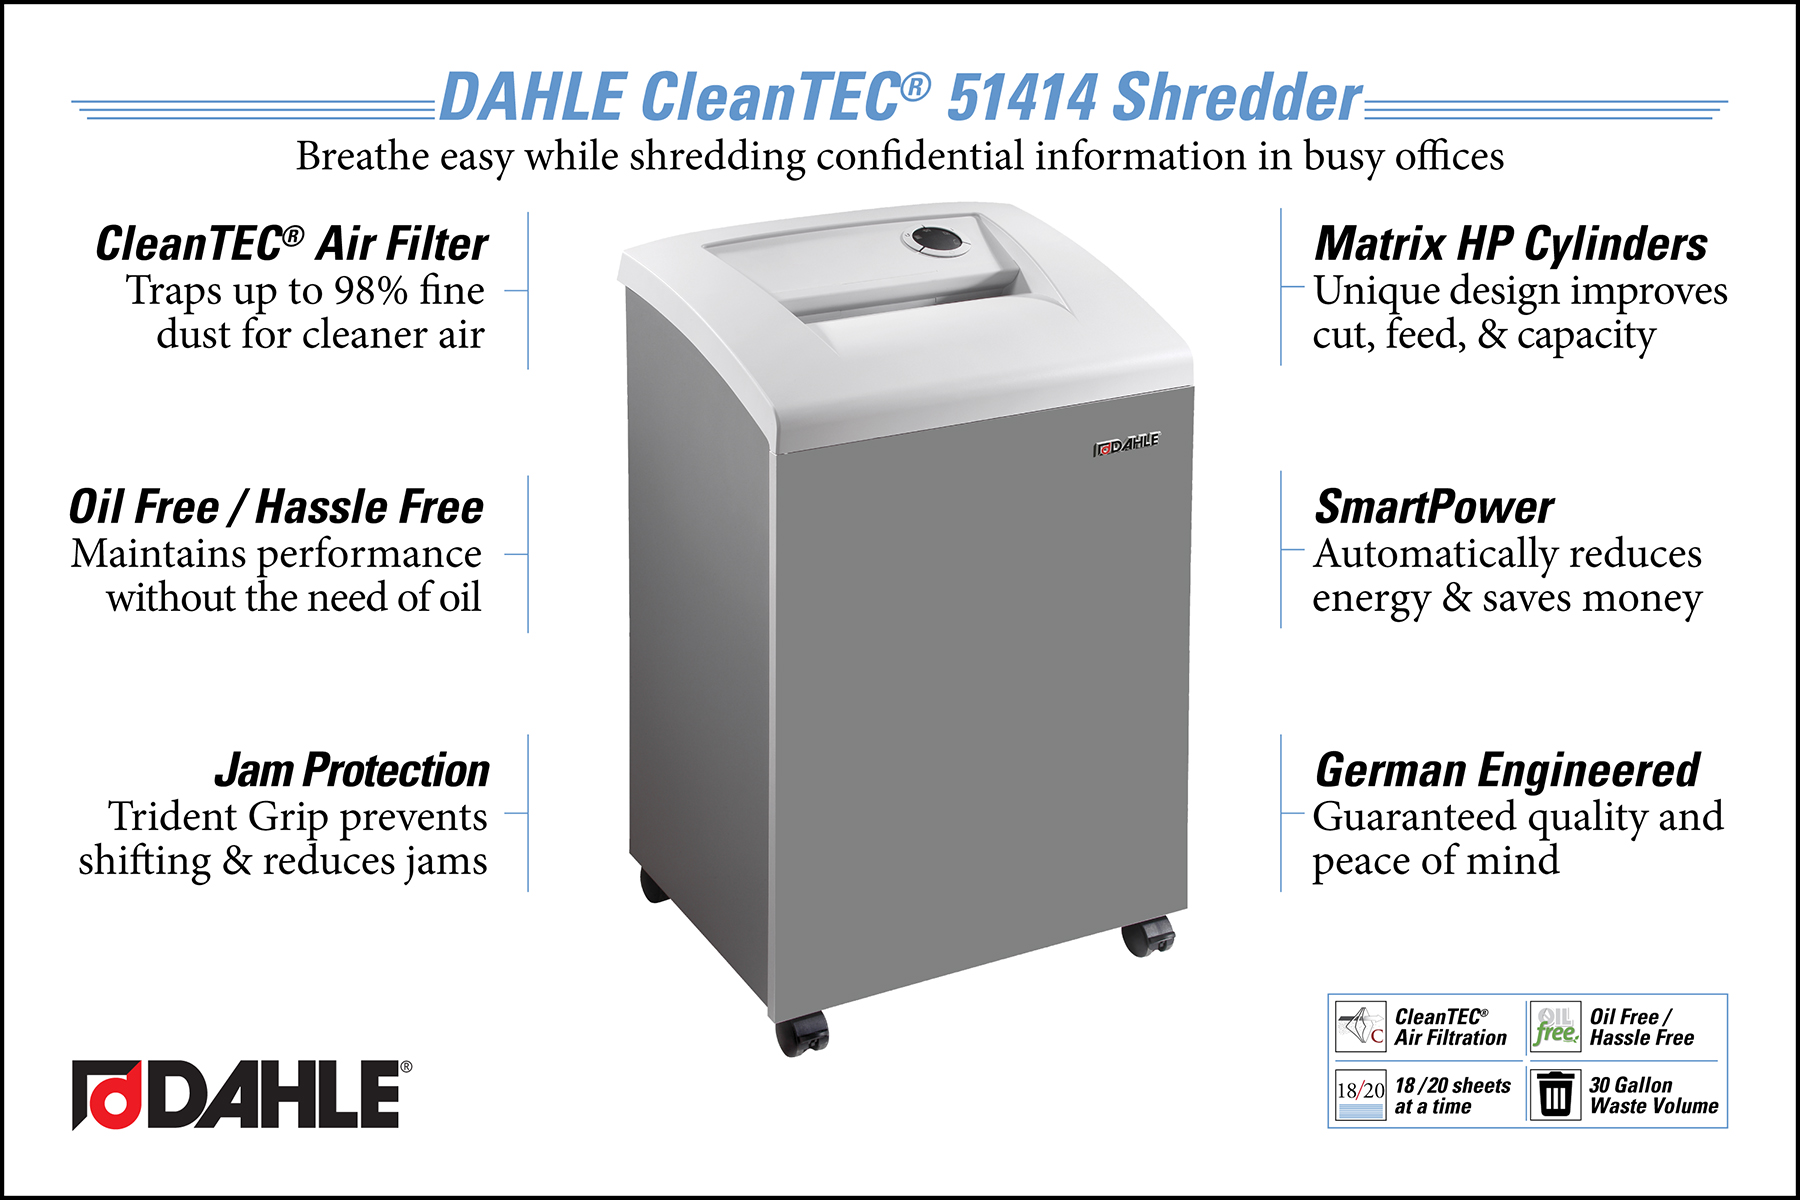 DAHLE CleanTEC® 51414 Shredder
Breathe easy while shredding confidential information in busy offices
CleanTEC® Air Filter
Traps up to 98% fine
dust for cleaner air
Oil Free / Hassle Free
Maintains performance
without the need of oil
Jam Protection
Trident Grip prevents
shifting & reduces jams
DAHLE
Matrix HP Cylinders
Unique design improves
cut, feed, & capacity
SmartPower
Automatically reduces
energy & saves money
German Engineered
Guaranteed quality and
peace of mind
DAHLE®
C
CleanTEC®
Air Filtration
OIL
free
Oil Free /
Hassle Free
18/20
18/20 sheets
at a time
30 Gallon
Waste Volume